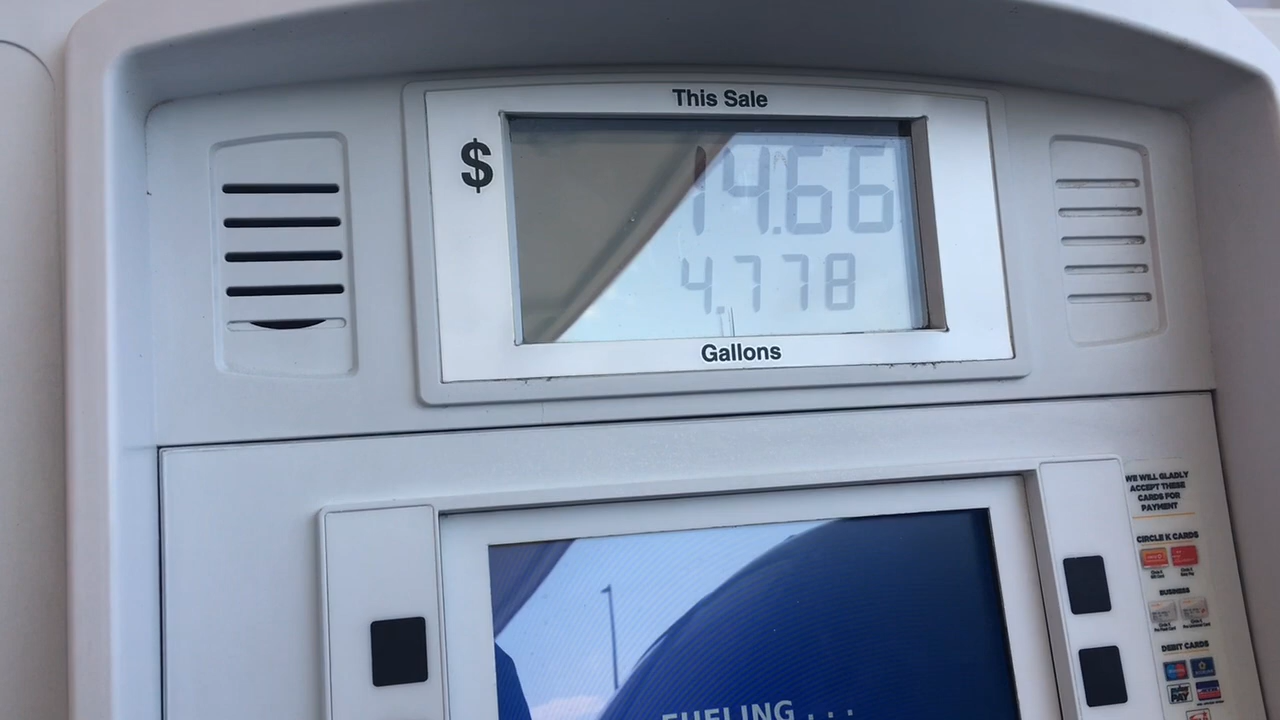 This Sale
$
14.66
4.778
Gallons
WE WILL GLADLY
ACCEPT THESE
CARDS FOR
PAYMENT
CIRCLE K CARDS
BUSINESS
DEBIT CARDS
FUELING . . .